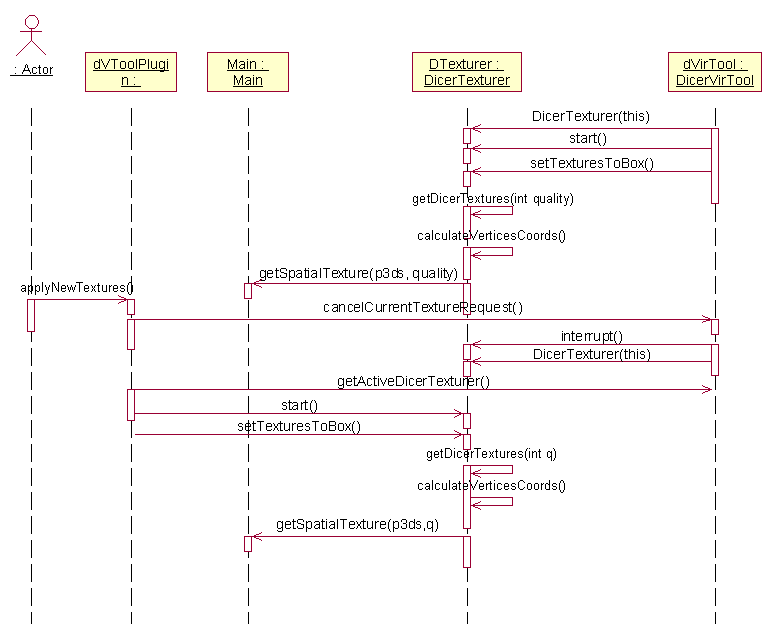 : Actor
dVToolPlugi
n :
Main :
Main
DTexturer :
DicerTexturer
dVirTool :
DicerVirTool
DicerTexturer(this)
start()
setTexturesToBox()
getDicerTextures(int quality)
calculateVerticesCoords()
getSpatialTexture(p3ds, quality)
applyNewTextures()
cancelCurrentTextureRequest()
interrupt()
DicerTexturer(this)
getActiveDicerTexturer()
start()
setTexturesToBox()
getDicerTextures(int q)
calculateVerticesCoords()
getSpatialTexture(p3ds,q)